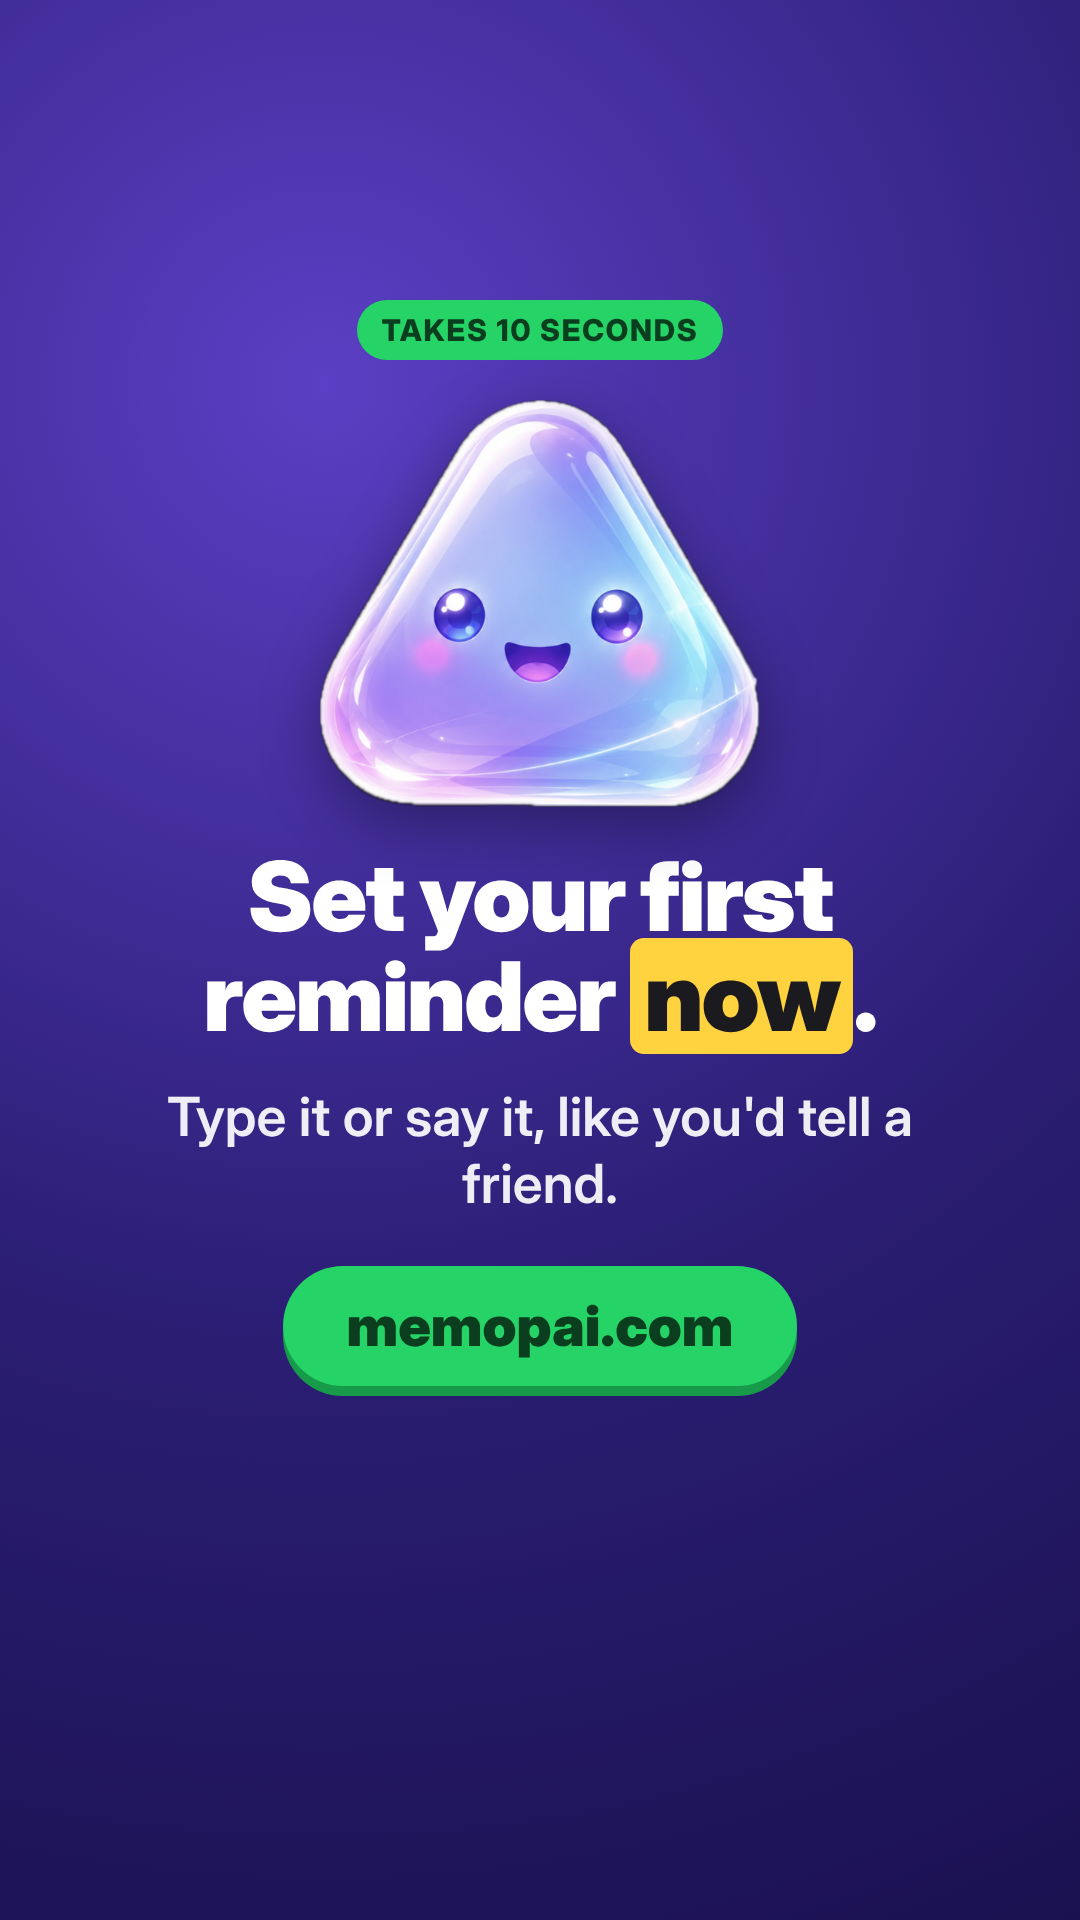 TAKES 10 SECONDS
Set your first
reminder now.
Type it or say it, like you'd tell a
friend.
memopai.com